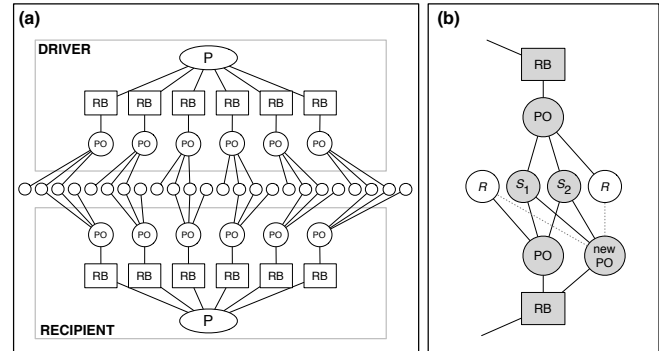 (a)
DRIVER
P
RB RB RB RB RB RB
PO PO PO PO PO PO
PO PO PO PO PO PO
RB RB RB RB RB RB
P
RECIPIENT
(b)
RB
PO
R S1 S2 R
PO new PO
RB